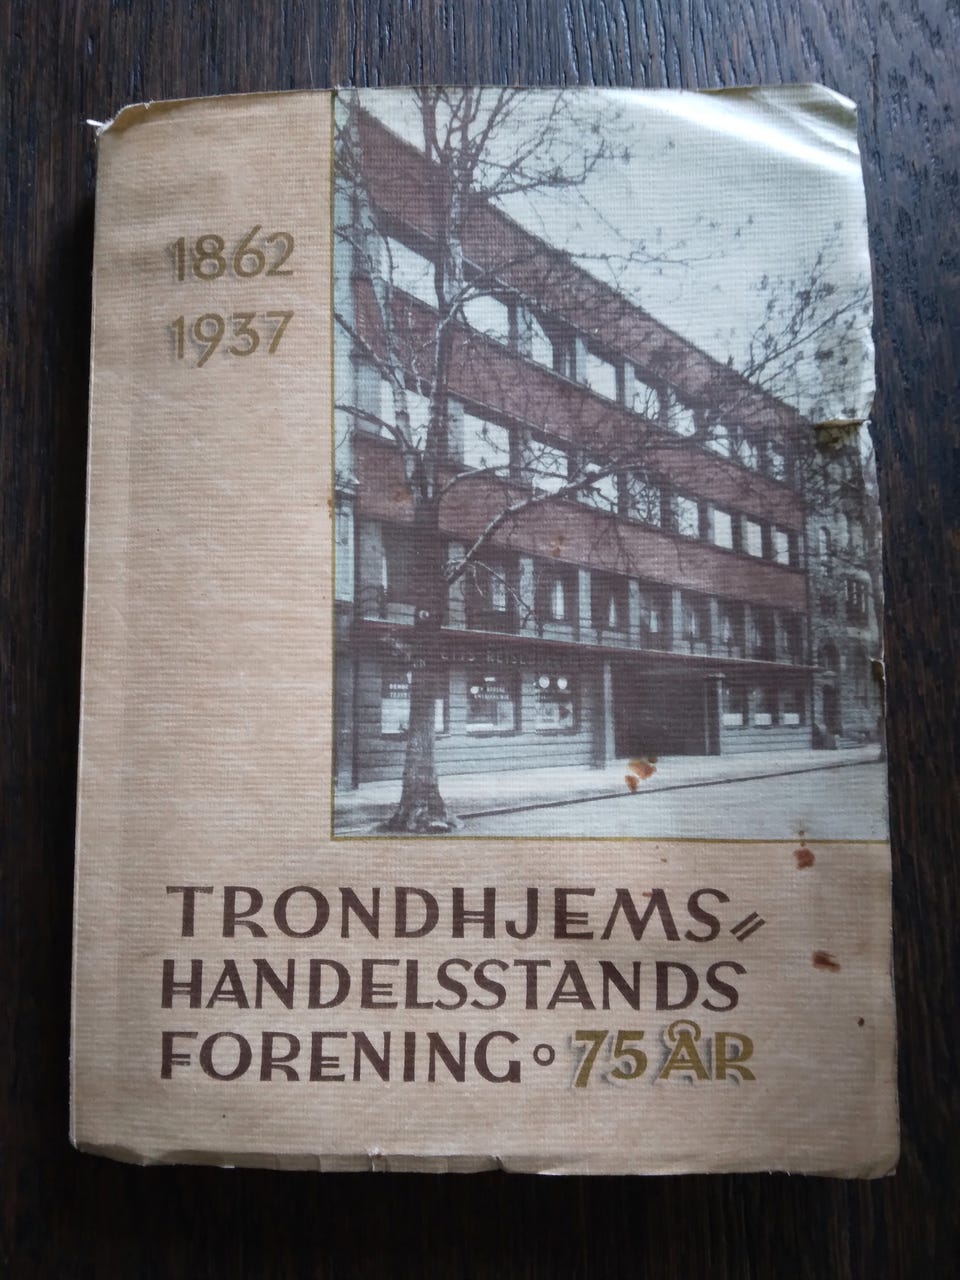 1862
1937
TRONDHJEMS=
HANDELSSTANDS
FORENING ° 75 ÅR